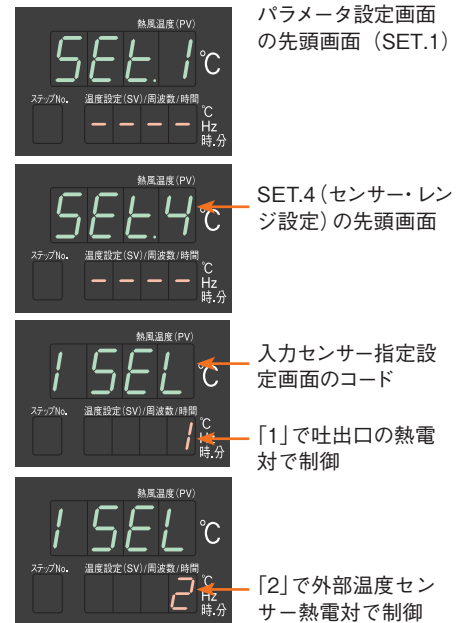 熱風温度(PV)
SEt.1 ℃
ステップNo. 温度設定(SV)/周波数/時間
---- ℃
Hz
時.分
パラメータ設定画面
の先頭画面（SET.1）
熱風温度(PV)
SEt.4 ℃
ステップNo. 温度設定(SV)/周波数/時間
---- ℃
Hz
時.分
SET.4（センサー・レン
ジ設定）の先頭画面
熱風温度(PV)
1 SEL ℃
ステップNo. 温度設定(SV)/周波数/時間
1 ℃
Hz
時.分
入力センサー指定設
定画面のコード
「1」で吐出口の熱電
対で制御
熱風温度(PV)
1 SEL ℃
ステップNo. 温度設定(SV)/周波数/時間
2 ℃
Hz
時.分
「2」で外部温度セン
サー熱電対で制御